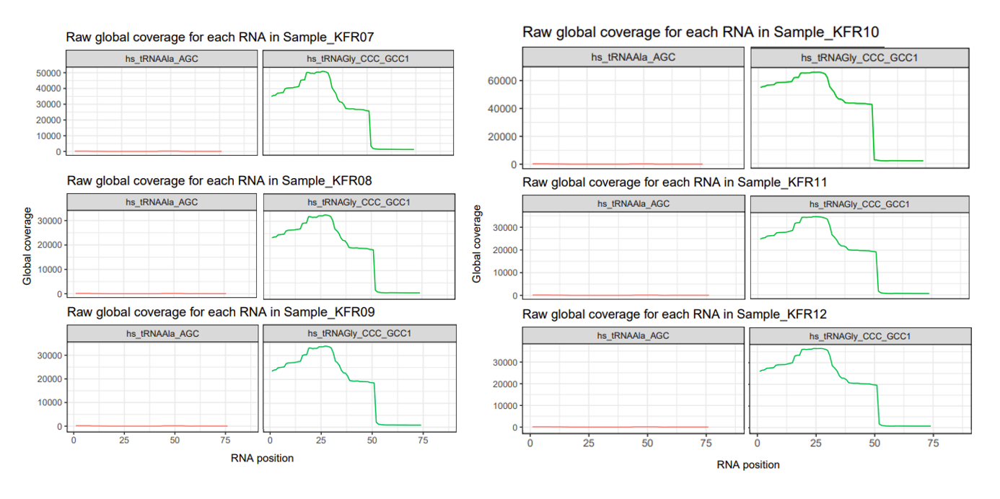 Raw global coverage for each RNA in Sample_KFR07
hs_tRNAAla_AGC
hs_tRNAGly_CCC_GCC1
50000
40000
30000
20000
10000
0
Raw global coverage for each RNA in Sample_KFR08
hs_tRNAAla_AGC
hs_tRNAGly_CCC_GCC1
30000
20000
10000
0
Global coverage
Raw global coverage for each RNA in Sample_KFR09
hs_tRNAAla_AGC
hs_tRNAGly_CCC_GCC1
30000
20000
10000
0
0 25 50 75
0 25 50 75
RNA position
Raw global coverage for each RNA in Sample_KFR10
hs_tRNAAla_AGC
hs_tRNAGly_CCC_GCC1
60000
40000
20000
0
Raw global coverage for each RNA in Sample_KFR11
hs_tRNAAla_AGC
hs_tRNAGly_CCC_GCC1
30000
20000
10000
0
Global coverage
Raw global coverage for each RNA in Sample_KFR12
hs_tRNAAla_AGC
hs_tRNAGly_CCC_GCC1
30000
20000
10000
0
0 25 50 75
0 25 50 75
RNA position